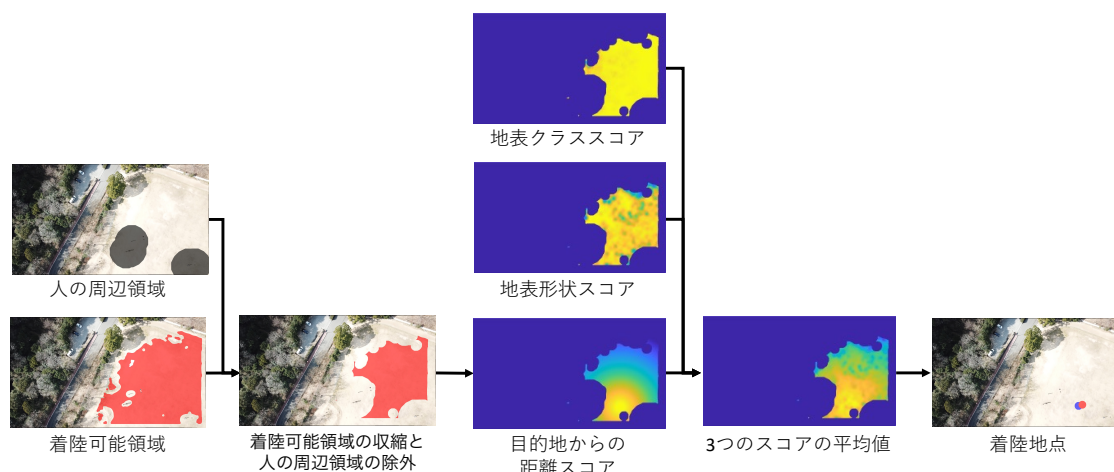 地表クラススコア
人の周辺領域
地表形状スコア
着陸可能領域
着陸可能領域の収縮と
人の周辺領域の除外
目的地からの
距離スコア
3つのスコアの平均値
着陸地点